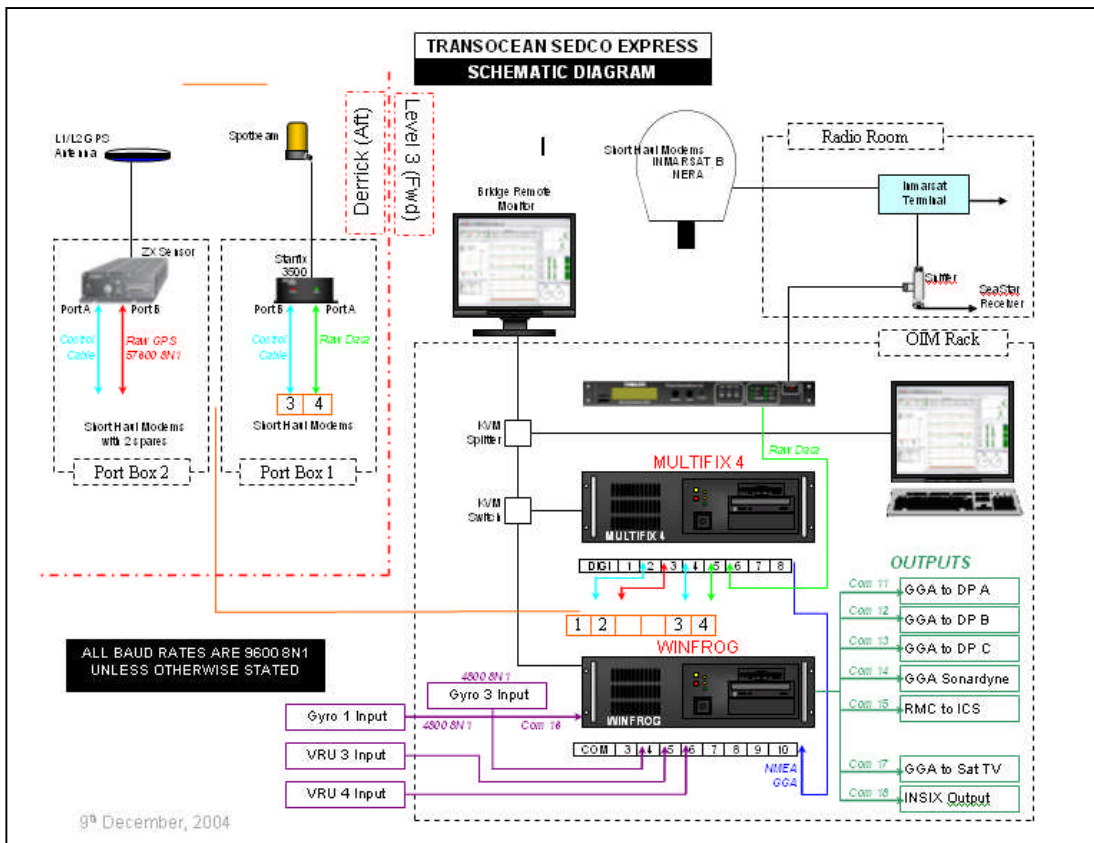 TRANSOCEAN SEDCO EXPRESS
SCHEMATIC DIAGRAM
L1/L2 GPS
Antenna
Spotbeam
Derrick (Aft)
Level 3 (Fwd)
Short Haul Modems
INMARSAT B
NERA
Radio Room
Inmarsat
Terminal
Bridge Remote
Monitor
ZX Sensor
Starfix
3500
Port A
Port B
Port B
Port A
Control
Cable
Raw GPS
57600 8N1
Control
Cable
Raw Data
3 4
Short Haul Modems
with 2 spares
Short Haul Modems
Port Box 2
Port Box 1
SeaStar
Receiver
OIM Rack
KVM
Splitter
Raw Data
MULTIFIX 4
KVM
Switch
MULTIFIX 4
DIGI 1 2 3 4 5 6 7 8
1 2 3 4
WINFROG
WINFROG
COM 3 4 5 6 7 8 9 10
NMEA
GGA
OUTPUTS
Com 11
GGA to DP A
Com 12
GGA to DP B
Com 13
GGA to DP C
Com 14
GGA Sonardyne
Com 15
RMC to ICS
Com 17
GGA to Sat TV
Com 18
INSIX Output
ALL BAUD RATES ARE 9600 8N1
UNLESS OTHERWISE STATED
4800 8N1
Gyro 3 Input
Gyro 1 Input
4800 8N1
Com 16
VRU 3 Input
VRU 4 Input
9th December, 2004